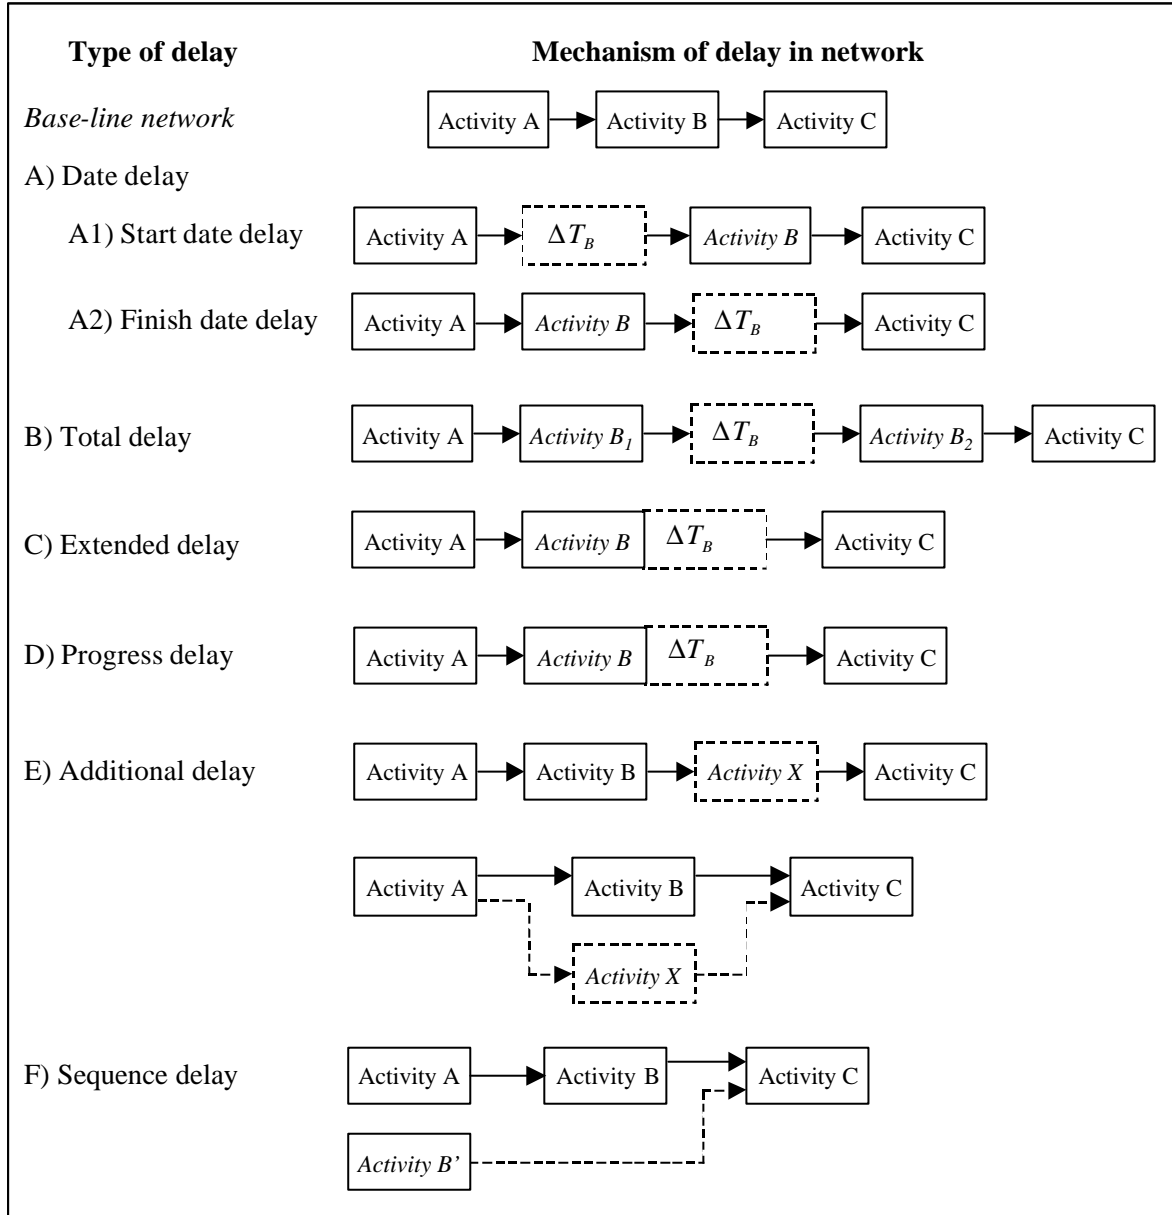 Type of delay Mechanism of delay in network
Base-line network Activity A Activity B Activity C
A) Date delay
A1) Start date delay Activity A ΔT_B Activity B Activity C
A2) Finish date delay Activity A Activity B ΔT_B Activity C
B) Total delay Activity A Activity B₁ ΔT_B Activity B₂ Activity C
C) Extended delay Activity A Activity B ΔT_B Activity C
D) Progress delay Activity A Activity B ΔT_B Activity C
E) Additional delay Activity A Activity B Activity X Activity C
Activity A Activity B Activity C
Activity X
F) Sequence delay Activity A Activity B Activity C
Activity B’